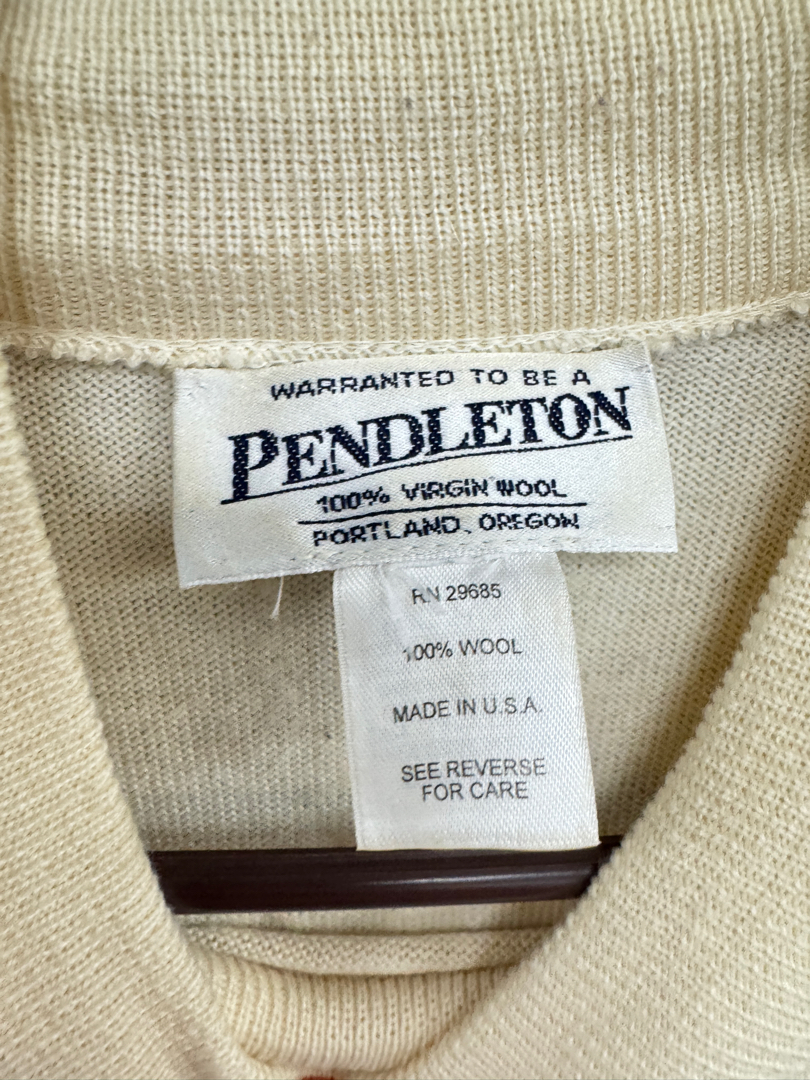 WARRANTED TO BE A
PENDLETON
100% VIRGIN WOOL
PORTLAND, OREGON
RN 29685
100% WOOL
MADE IN U.S.A.
SEE REVERSE
FOR CARE